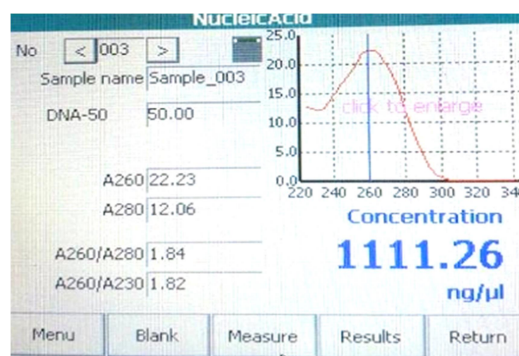 NucleicAcid
No < 003 >
Sample name Sample_003
DNA-50 50.00
A260 22.23
A280 12.06
A260/A280 1.84
A260/A230 1.82
25.0
20.0
15.0
10.0
5.0
0.0
220 240 260 280 300 320 34
click to enlarge
Concentration
1111.26
ng/μl
Menu Blank Measure Results Return